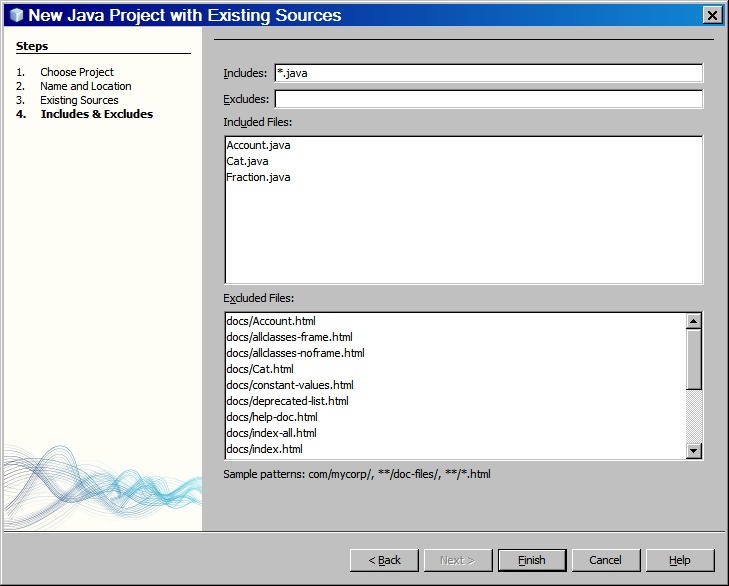 New Java Project with Existing Sources
Steps
1. Choose Project
2. Name and Location
3. Existing Sources
4. Includes & Excludes
Includes: *.java
Excludes:
Included Files:
Account.java
Cat.java
Fraction.java
Excluded Files:
docs/Account.html
docs/allclasses-frame.html
docs/allclasses-noframe.html
docs/Cat.html
docs/constant-values.html
docs/deprecated-list.html
docs/help-doc.html
docs/index-all.html
docs/index.html
Sample patterns: com/mycorp/, **/doc-files/, **/*.html
< Back Next > Finish Cancel Help